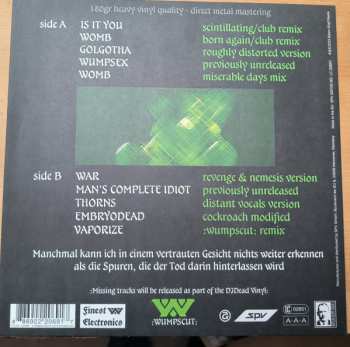 180gr heavy vinyl quality - direct metal mastering
side A IS IT YOU scintillating/club remix
WOMB born again/club remix
GOLGOTHA roughly distorted version
WUMPSEX previously unreleased
WOMB miserable days mix
side B WAR revenge & nemesis version
MAN'S COMPLETE IDIOT previously unreleased
THORNS distant vocals version
EMBRYODEAD cockroach modified
VAPORIZE :wumpscut: remix
Manchmal kann ich in einem vertrauten Gesicht nichts weiter erkennen
als die Spuren, die der Tod darin hinterlassen wird
:Missing tracks will be released as part of the DJDead Vinyl:
Finest
Electronics
:WUMPSCUT:
SPV
LC 02851
A-A-A